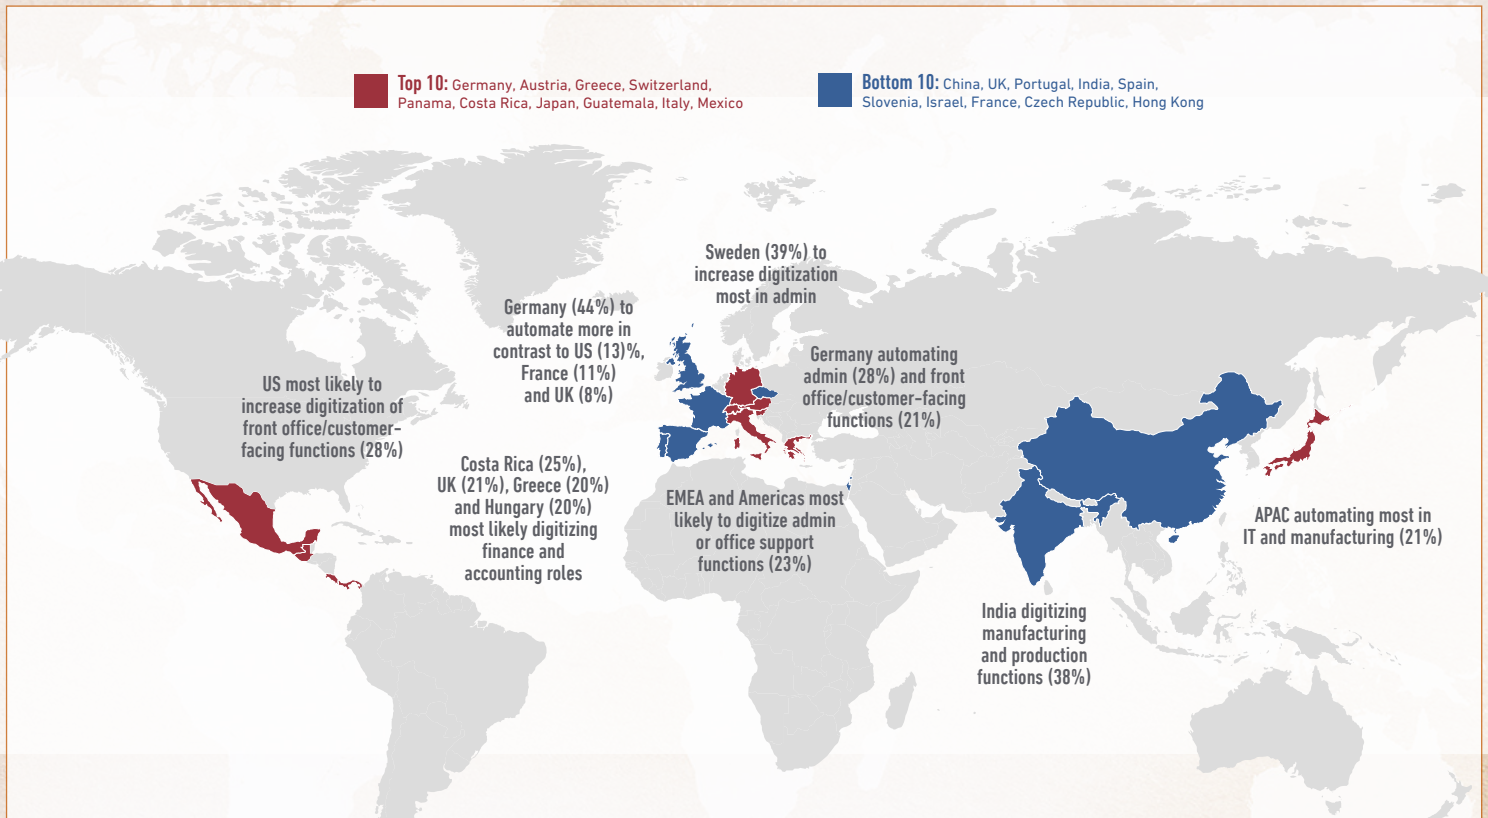 Top 10: Germany, Austria, Greece, Switzerland,
Panama, Costa Rica, Japan, Guatemala, Italy, Mexico
Bottom 10: China, UK, Portugal, India, Spain,
Slovenia, Israel, France, Czech Republic, Hong Kong
Sweden (39%) to
increase digitization
most in admin
Germany (44%) to
automate more in
contrast to US (13)%,
France (11%)
and UK (8%)
Germany automating
admin (28%) and front
office/customer-facing
functions (21%)
US most likely to
increase digitization of
front office/customer-
facing functions (28%)
Costa Rica (25%),
UK (21%), Greece (20%)
and Hungary (20%)
most likely digitizing
finance and
accounting roles
EMEA and Americas most
likely to digitize admin
or office support
functions (23%)
APAC automating most in
IT and manufacturing (21%)
India digitizing
manufacturing
and production
functions (38%)